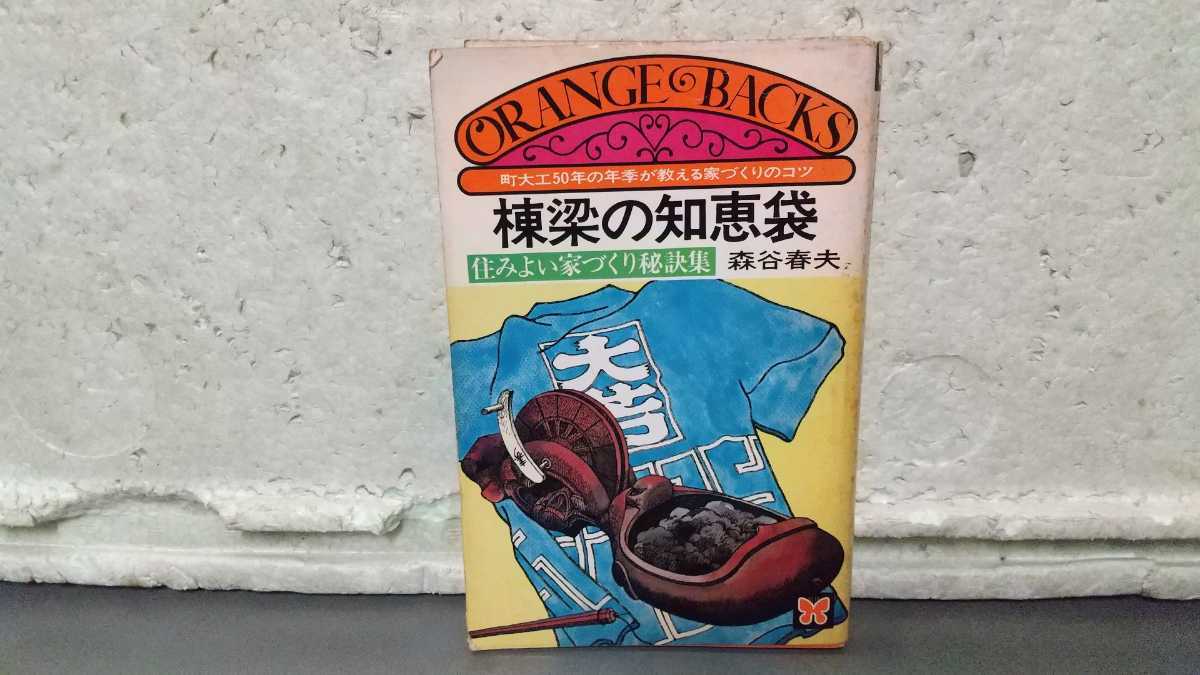 ORANGE BACKS
町大工50年の年季が教える家づくりのコツ
棟梁の知恵袋
住みよい家づくり秘訣集 森谷春夫
大吉